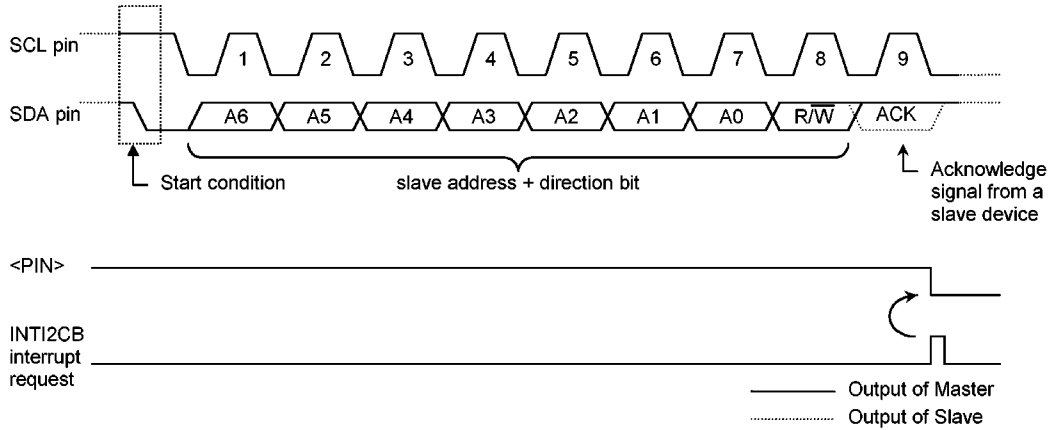 SCL pin
1 2 3 4 5 6 7 8 9
SDA pin
A6 A5 A4 A3 A2 A1 A0 R/W̅ ACK
Start condition
slave address + direction bit
Acknowledge
signal from a
slave device
<PIN>
INTI2CB
interrupt
request
Output of Master
Output of Slave